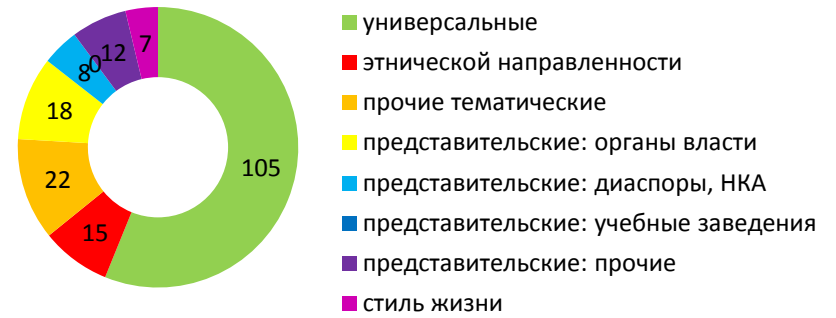 105
15
22
18
8
0
12
7
универсальные
этнической направленности
прочие тематические
представительские: органы власти
представительские: диаспоры, НКА
представительские: учебные заведения
представительские: прочие
стиль жизни